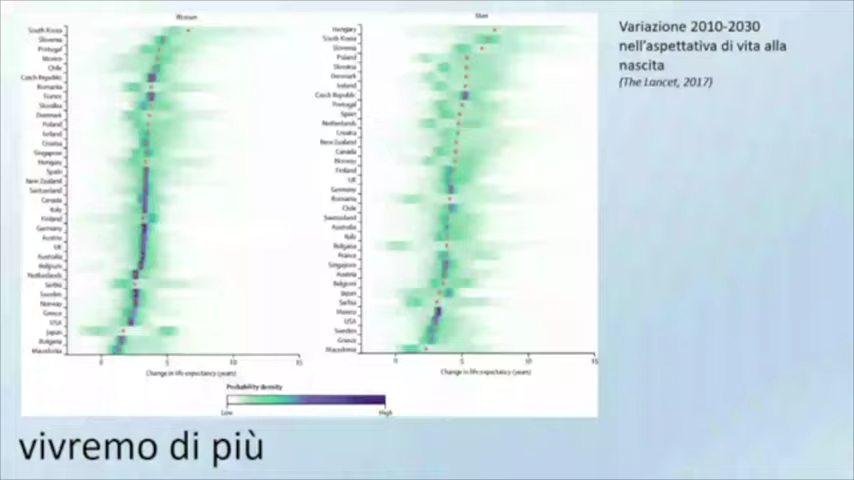 Women
Men
South Korea
Slovenia
Portugal
Mexico
Chile
Czech Republic
Romania
France
Slovakia
Denmark
Poland
Ireland
Croatia
Singapore
Hungary
Spain
New Zealand
Switzerland
Canada
Italy
Finland
Germany
Austria
UK
Australia
Belgium
Netherlands
Serbia
Sweden
Norway
Greece
USA
Japan
Bulgaria
Macedonia
0 5 10 15
Change in life expectancy (years)
Hungary
South Korea
Slovenia
Poland
Slovakia
Denmark
Ireland
Czech Republic
Portugal
Spain
Netherlands
Croatia
New Zealand
Canada
Norway
Finland
UK
Germany
Romania
Chile
Switzerland
Australia
Italy
Bulgaria
France
Singapore
Austria
Belgium
Japan
Serbia
Mexico
USA
Sweden
Greece
Macedonia
0 5 10 15
Change in life expectancy (years)
Probability density
Low High
Variazione 2010-2030
nell'aspettativa di vita alla
nascita
(The Lancet, 2017)
vivremo di più